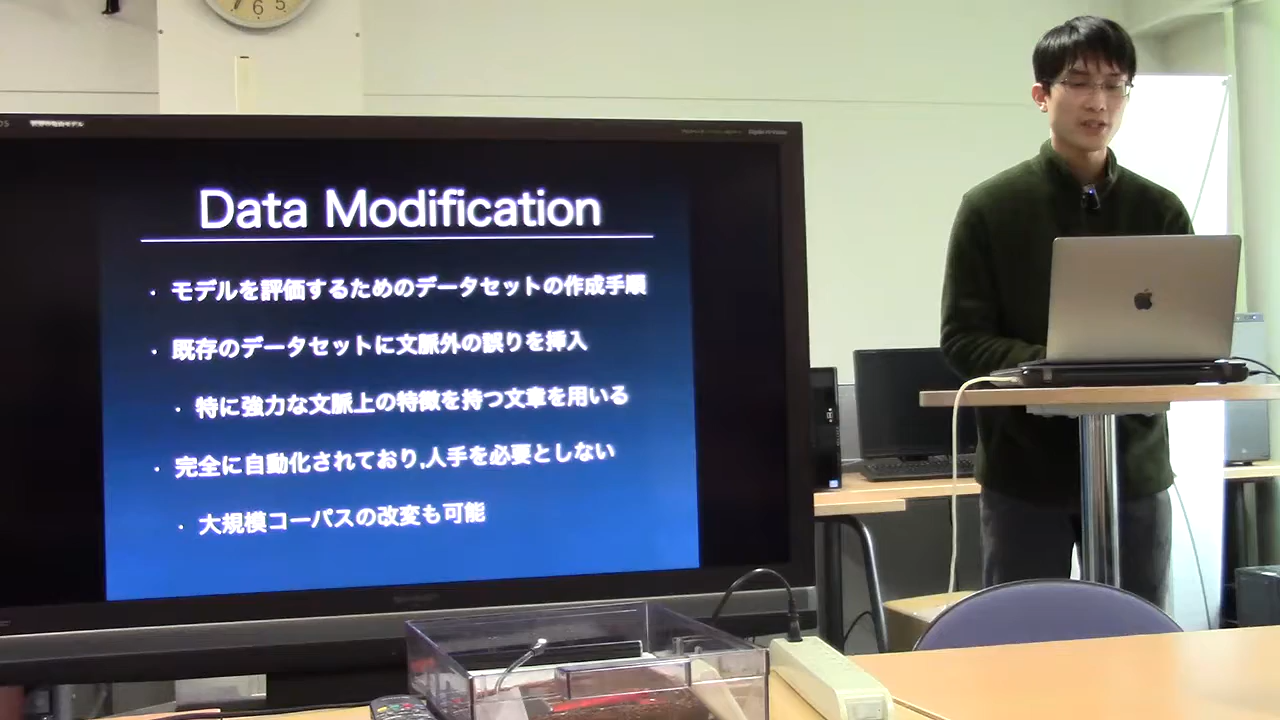 6
5
Data Modification
・ モデルを評価するためのデータセットの作成手順
・ 既存のデータセットに文脈外の誤りを挿入
・ 特に強力な文脈上の特徴を持つ文章を用いる
・ 完全に自動化されており,人手を必要としない
・ 大規模コーパスの改変も可能